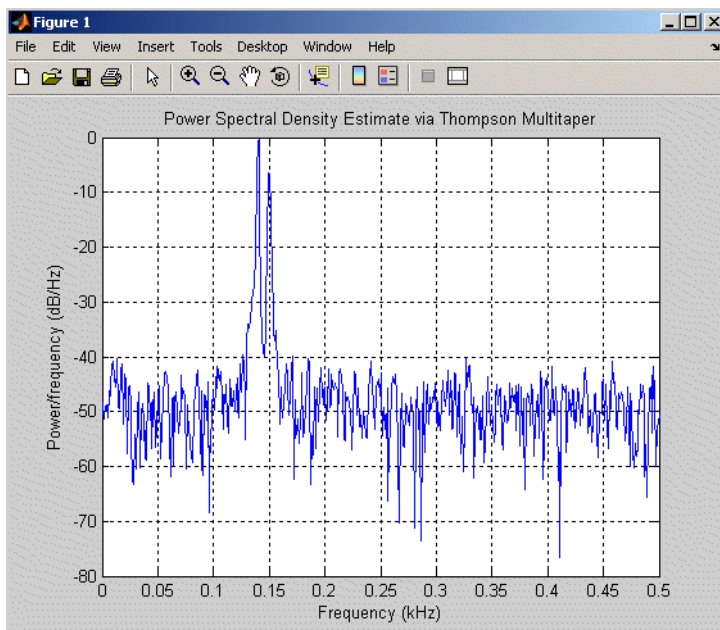 Figure 1
File Edit View Insert Tools Desktop Window Help
Power Spectral Density Estimate via Thompson Multitaper
0
-10
-20
-30
-40
-50
-60
-70
-80
Power/frequency (dB/Hz)
0 0.05 0.1 0.15 0.2 0.25 0.3 0.35 0.4 0.45 0.5
Frequency (kHz)